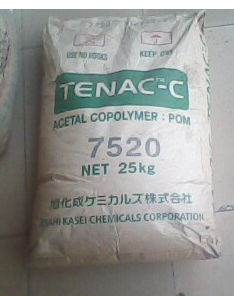 USE NO HOOKS
KEEP DRY
TENAC™-C
ACETAL COPOLYMER : POM
7520
NET 25kg
旭化成ケミカルズ株式会社
ASAHI KASEI CHEMICALS CORPORATION